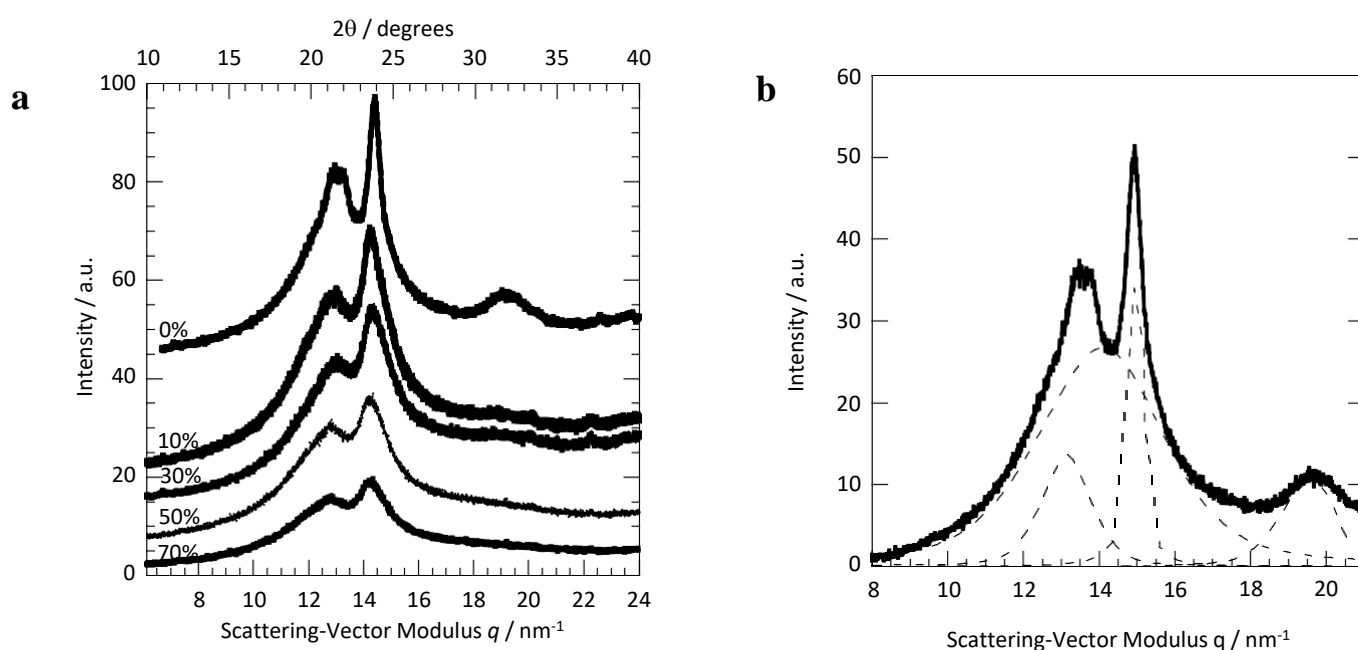 a
2θ / degrees
10 15 20 25 30 35 40
100
80
60
40
20
0
Intensity / a.u.
0%
10%
30%
50%
70%
8 10 12 14 16 18 20 22 24
Scattering-Vector Modulus q / nm⁻¹
b
60
50
40
30
20
10
0
Intensity / a.u.
8 10 12 14 16 18 20
Scattering-Vector Modulus q / nm⁻¹